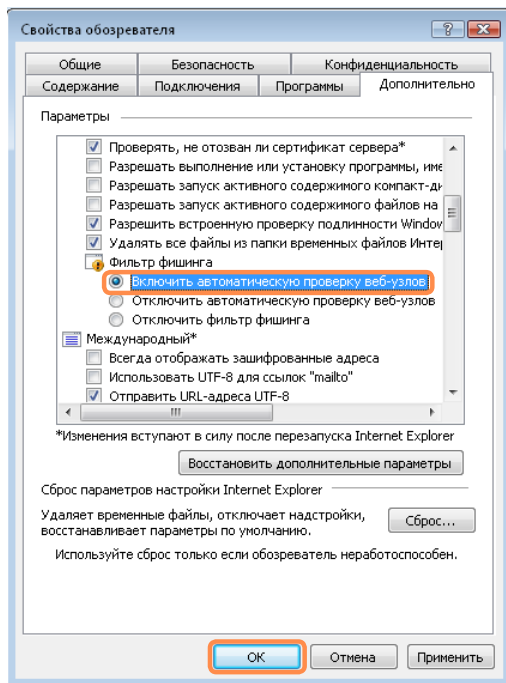 Свойства обозревателя
Общие Безопасность Конфиденциальность
Содержание Подключения Программы Дополнительно
Параметры
Проверять, не отозван ли сертификат сервера*
Разрешать выполнение или установку программы, име
Разрешать запуск активного содержимого компакт-ди
Разрешать запуск активного содержимого файлов на
Разрешить встроенную проверку подлинности Window
Удалять все файлы из папки временных файлов Интер
Фильтр фишинга
Включить автоматическую проверку веб-узлов
Отключить автоматическую проверку веб-узлов
Отключить фильтр фишинга
Международный*
Всегда отображать зашифрованные адреса
Использовать UTF-8 для ссылок "mailto"
Отправить URL-адреса UTF-8
*Изменения вступают в силу после перезапуска Internet Explorer
Восстановить дополнительные параметры
Сброс параметров настройки Internet Explorer
Удаляет временные файлы, отключает надстройки,
восстанавливает параметры по умолчанию.
Сброс...
Используйте сброс только если обозреватель неработоспособен.
ОК Отмена Применить